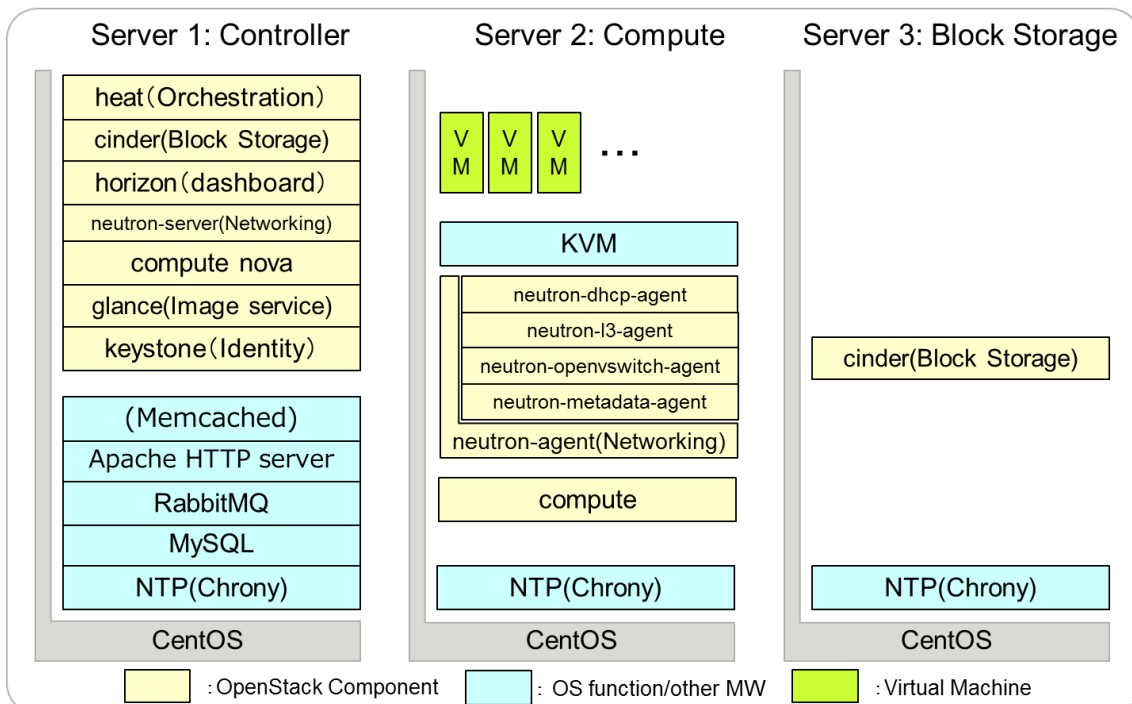 Server 1: Controller
heat(Orchestration)
cinder(Block Storage)
horizon(dashboard)
neutron-server(Networking)
compute nova
glance(Image service)
keystone(Identity)
(Memcached)
Apache HTTP server
RabbitMQ
MySQL
NTP(Chrony)
CentOS
Server 2: Compute
V
M
V
M
V
M
...
KVM
neutron-dhcp-agent
neutron-l3-agent
neutron-openvswitch-agent
neutron-metadata-agent
neutron-agent(Networking)
compute
NTP(Chrony)
CentOS
Server 3: Block Storage
cinder(Block Storage)
NTP(Chrony)
CentOS
: OpenStack Component
: OS function/other MW
: Virtual Machine